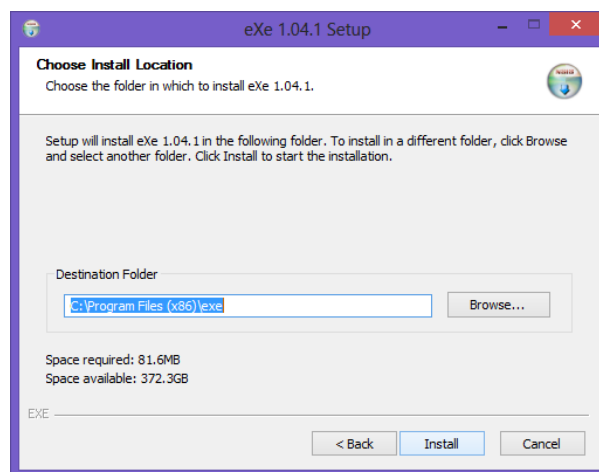 eXe 1.04.1 Setup
Choose Install Location
Choose the folder in which to install eXe 1.04.1.
Setup will install eXe 1.04.1 in the following folder. To install in a different folder, click Browse
and select another folder. Click Install to start the installation.
Destination Folder
C:\Program Files (x86)\exe
Browse...
Space required: 81.6MB
Space available: 372.3GB
EXE
< Back Install Cancel